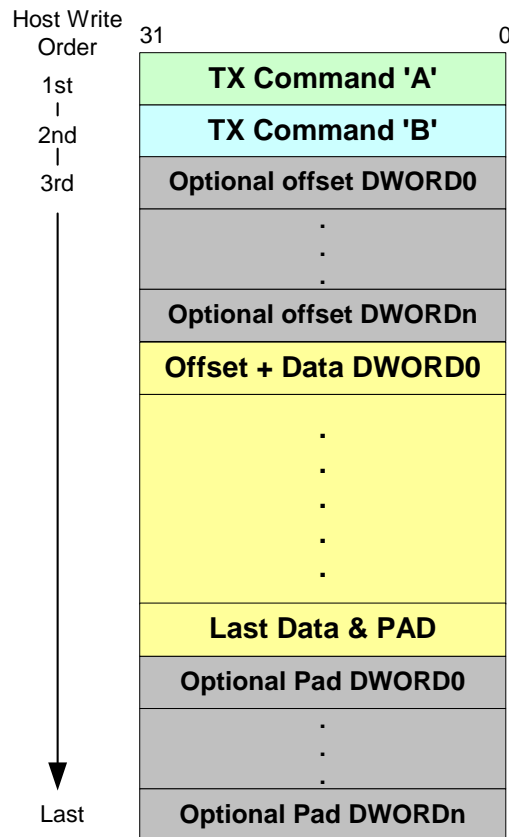 Host Write
Order
31
0
1st
TX Command 'A'
2nd
TX Command 'B'
3rd
Optional offset DWORD0
.
.
.
Optional offset DWORDn
Offset + Data DWORD0
.
.
.
.
.
Last Data & PAD
Optional Pad DWORD0
.
.
.
Last
Optional Pad DWORDn